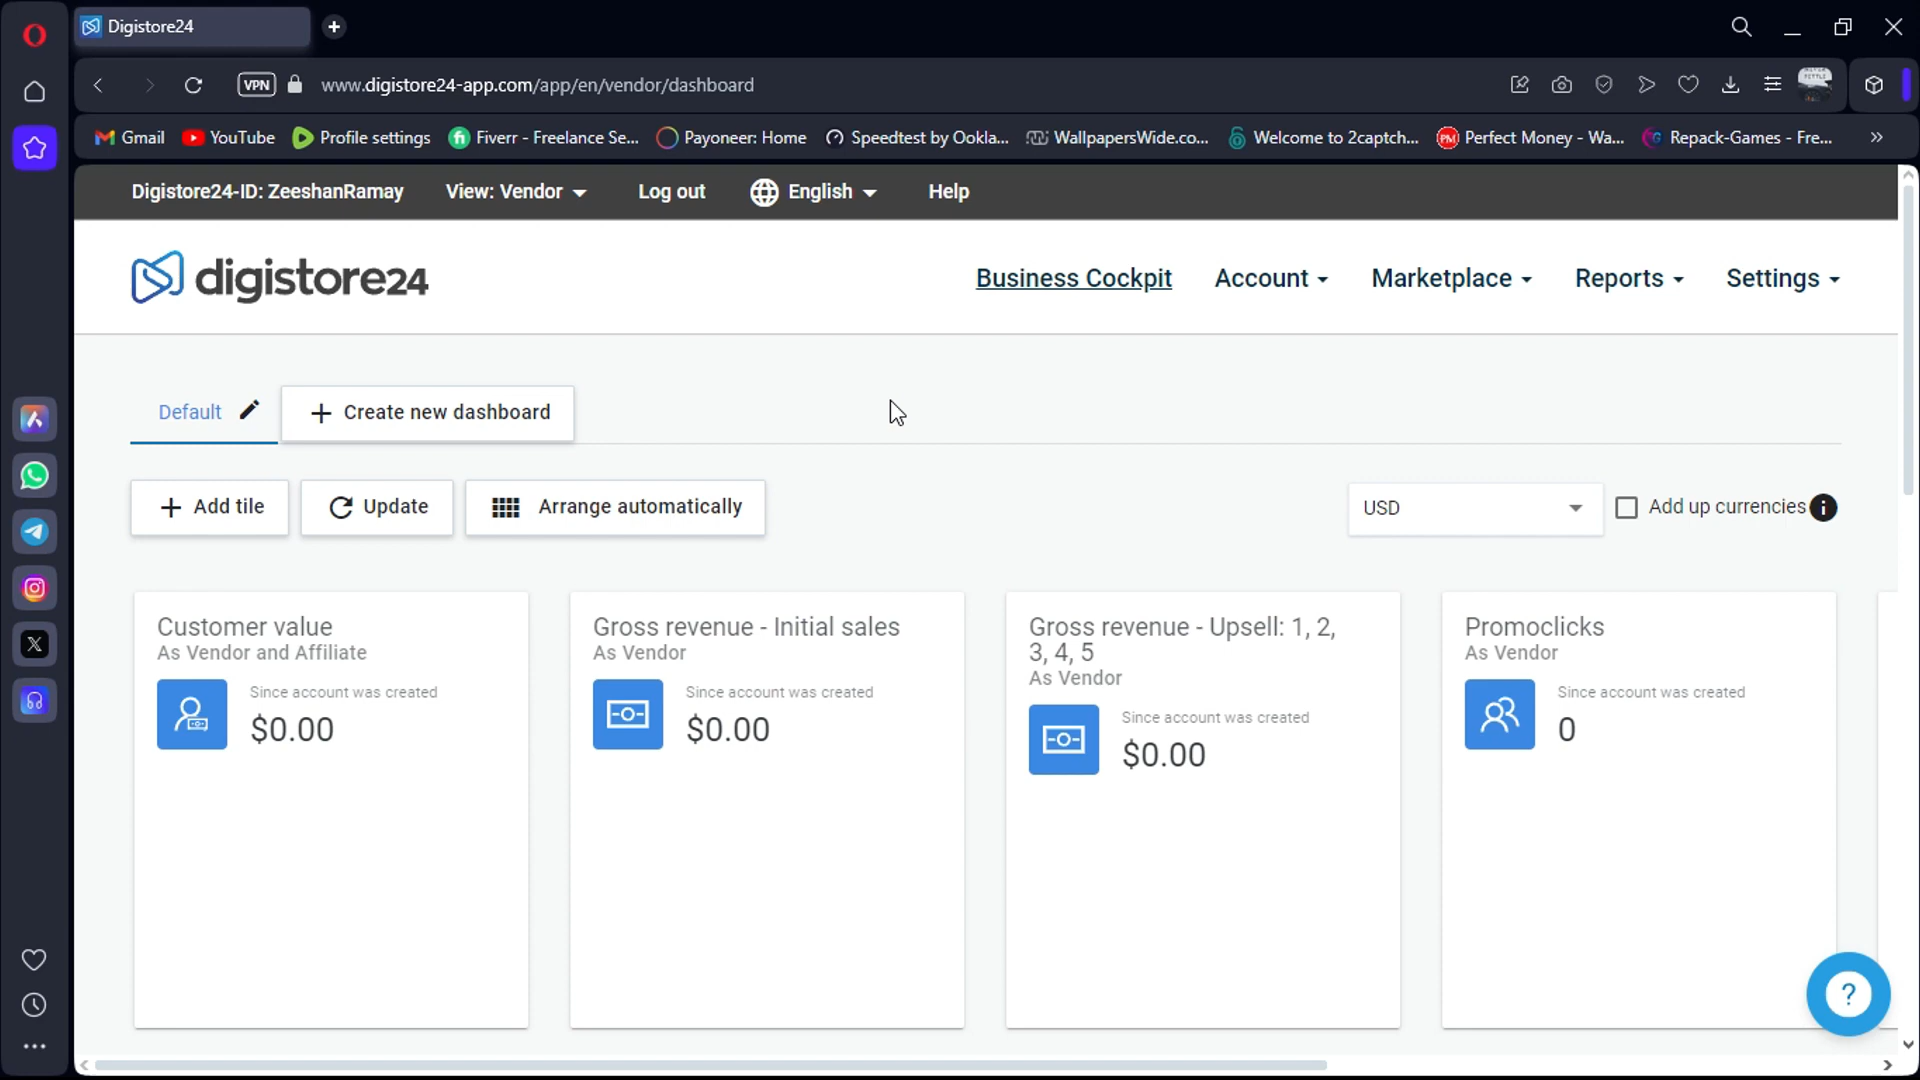 Digistore24
VPN
www.digistore24-app.com/app/en/vendor/dashboard
Gmail YouTube Profile settings Fiverr - Freelance Se... Payoneer: Home Speedtest by Ookla... WallpapersWide.co... Welcome to 2captch... Perfect Money - Wa... Repack-Games - Fre...
Digistore24-ID: ZeeshanRamay View: Vendor Log out English Help
digistore24
Business Cockpit Account Marketplace Reports Settings
Default Create new dashboard
Add tile Update Arrange automatically USD Add up currencies
Customer value
As Vendor and Affiliate
Since account was created
$0.00
Gross revenue - Initial sales
As Vendor
Since account was created
$0.00
Gross revenue - Upsell: 1, 2,
3, 4, 5
As Vendor
Since account was created
$0.00
Promoclicks
As Vendor
Since account was created
0
?